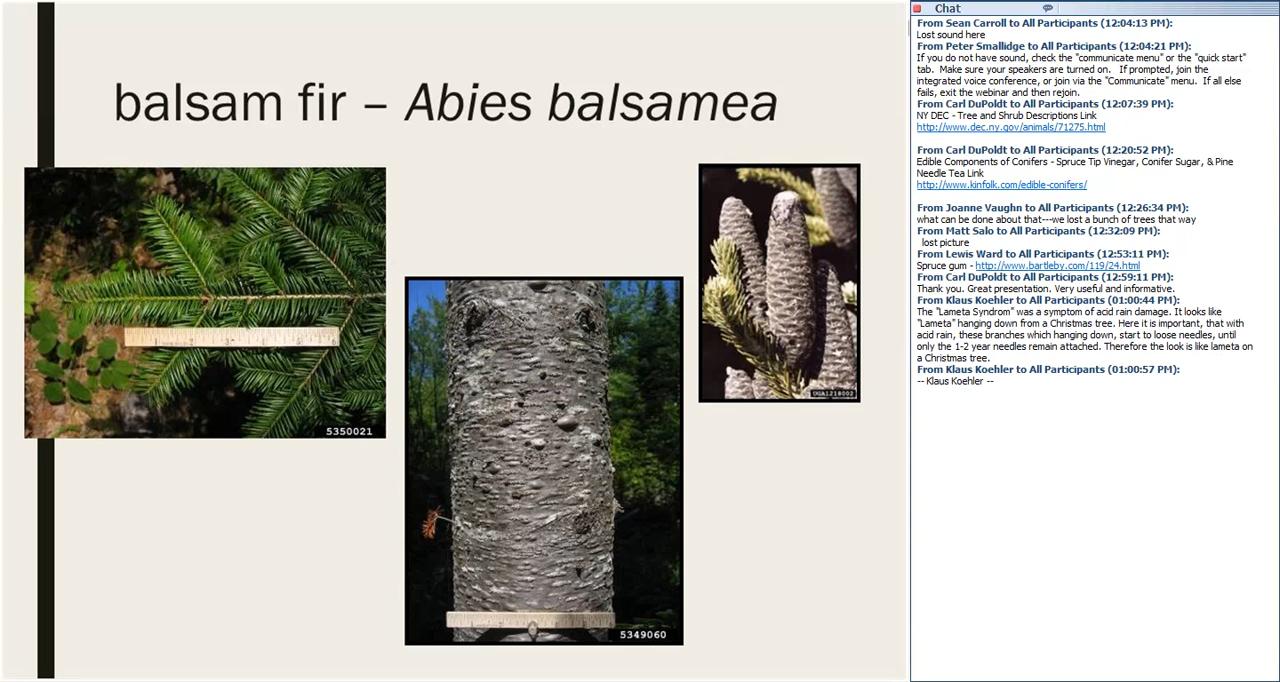 balsam fir – Abies balsamea
5350021
5349060
UGA1218002
Chat
From Sean Carroll to All Participants (12:04:13 PM):
Lost sound here
From Peter Smallidge to All Participants (12:04:21 PM):
If you do not have sound, check the "communicate menu" or the "quick start"
tab. Make sure your speakers are turned on. If prompted, join the
integrated voice conference, or join via the "Communicate" menu. If all else
fails, exit the webinar and then rejoin.
From Carl DuPoldt to All Participants (12:07:39 PM):
NY DEC - Tree and Shrub Descriptions Link
http://www.dec.ny.gov/animals/71275.html
From Carl DuPoldt to All Participants (12:20:52 PM):
Edible Components of Conifers - Spruce Tip Vinegar, Conifer Sugar, & Pine
Needle Tea Link
http://www.kinfolk.com/edible-conifers/
From Joanne Vaughn to All Participants (12:26:34 PM):
what can be done about that---we lost a bunch of trees that way
From Matt Salo to All Participants (12:32:09 PM):
lost picture
From Lewis Ward to All Participants (12:53:11 PM):
Spruce gum - http://www.bartleby.com/119/24.html
From Carl DuPoldt to All Participants (12:59:11 PM):
Thank you. Great presentation. Very useful and informative.
From Klaus Koehler to All Participants (01:00:44 PM):
The "Lameta Syndrom" was a symptom of acid rain damage. It looks like
"Lameta" hanging down from a Christmas tree. Here it is important, that with
acid rain, these branches which hanging down, start to loose needles, until
only the 1-2 year needles remain attached. Therefore the look is like lameta on
a Christmas tree.
From Klaus Koehler to All Participants (01:00:57 PM):
-- Klaus Koehler --